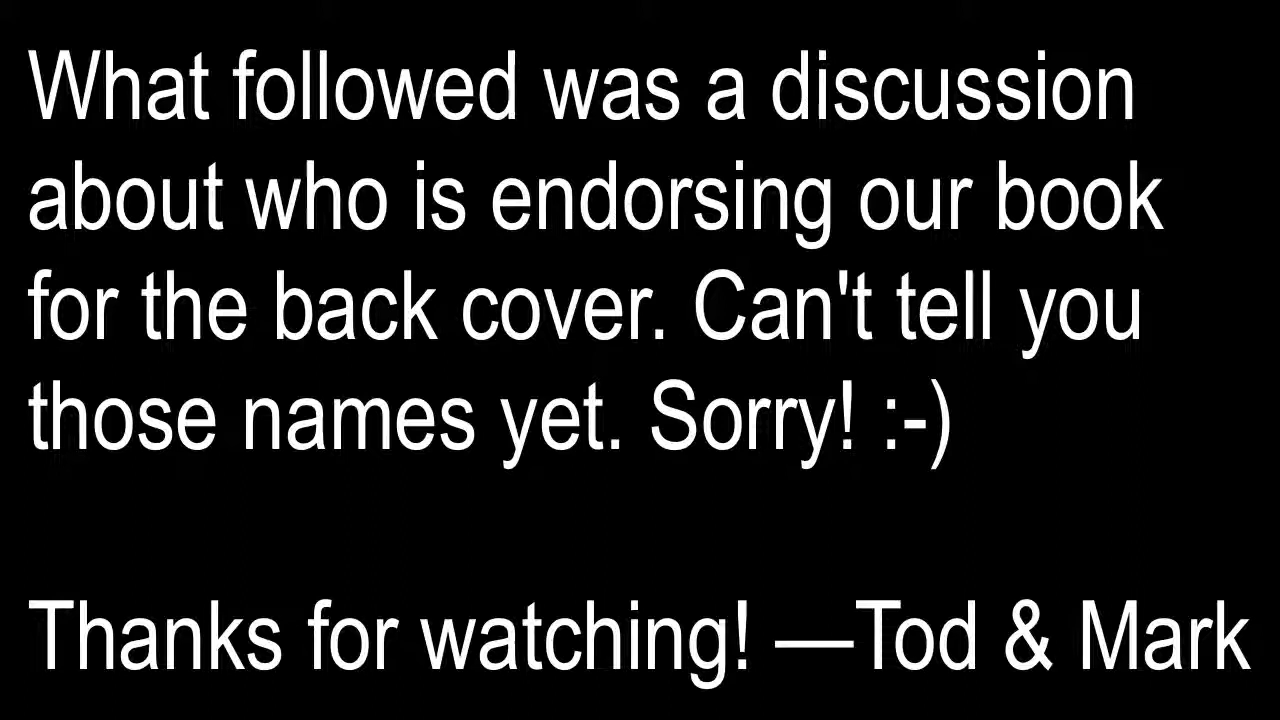 What followed was a discussion
about who is endorsing our book
for the back cover. Can't tell you
those names yet. Sorry! :-)
Thanks for watching! —Tod & Mark